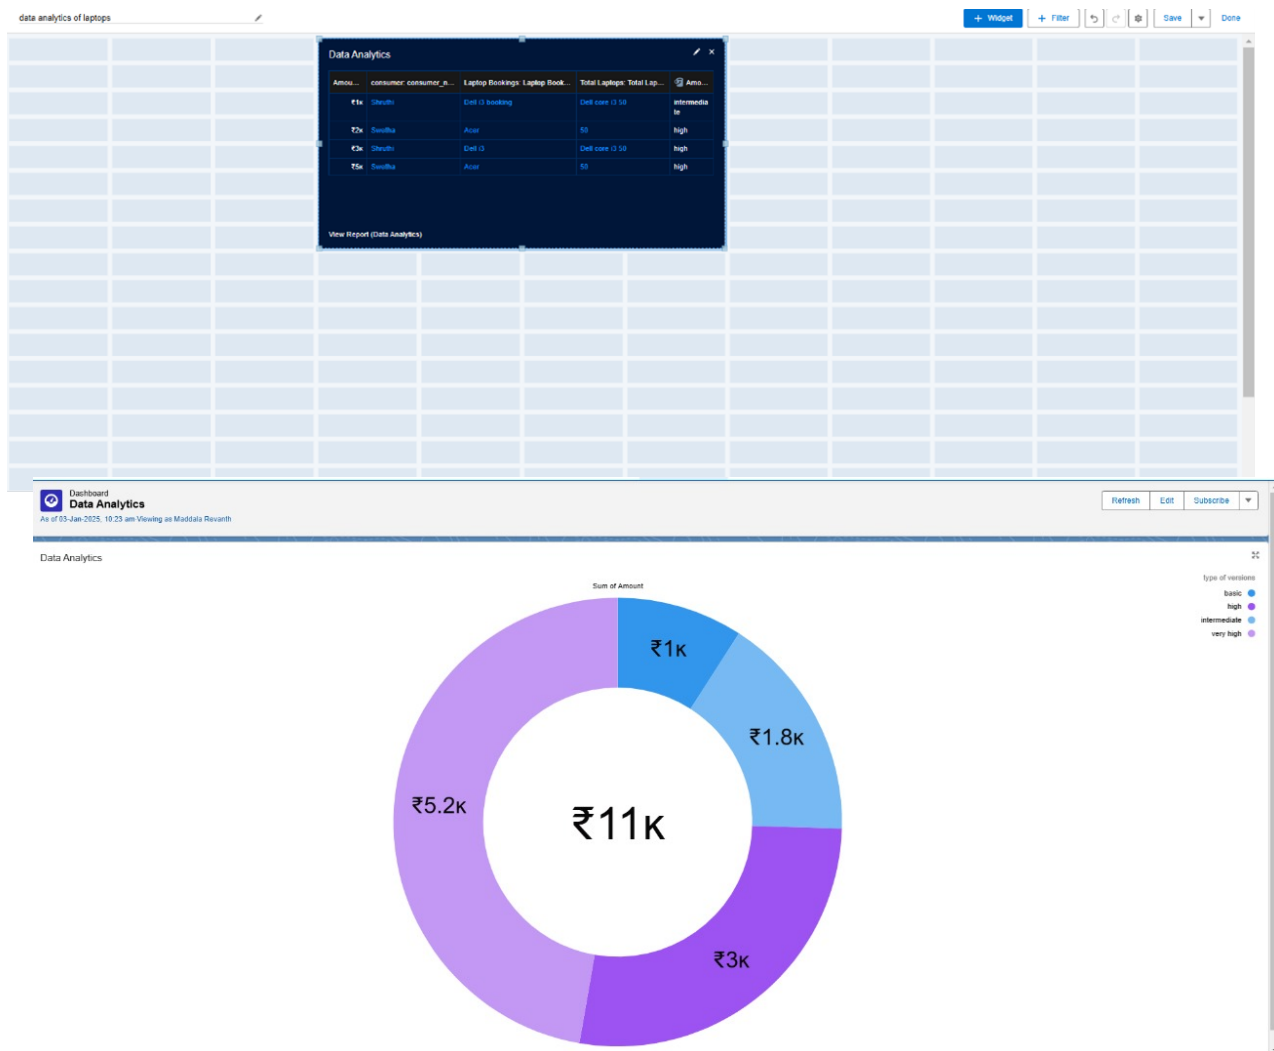 data analytics of laptops
+ Widget
+ Filter
Save
Done
Data Analytics
Amou... consumer: consumer_n... Laptop Bookings: Laptop Book... Total Laptops: Total Lap... Amo...
₹1K Shruthi Dell i3 booking Dell core i3 50 intermedia
te
₹2K Swetha Acer 50 high
₹3K Shruthi Dell i3 Dell core i3 50 high
₹5K Swetha Acer 50 high
View Report (Data Analytics)
Dashboard
Data Analytics
As of 03-Jan-2025, 10:23 am·Viewing as Maddala Revanth
Refresh
Edit
Subscribe
Data Analytics
Sum of Amount
type of versions
basic
high
intermediate
very high
₹1K
₹1.8K
₹5.2K
₹11K
₹3K